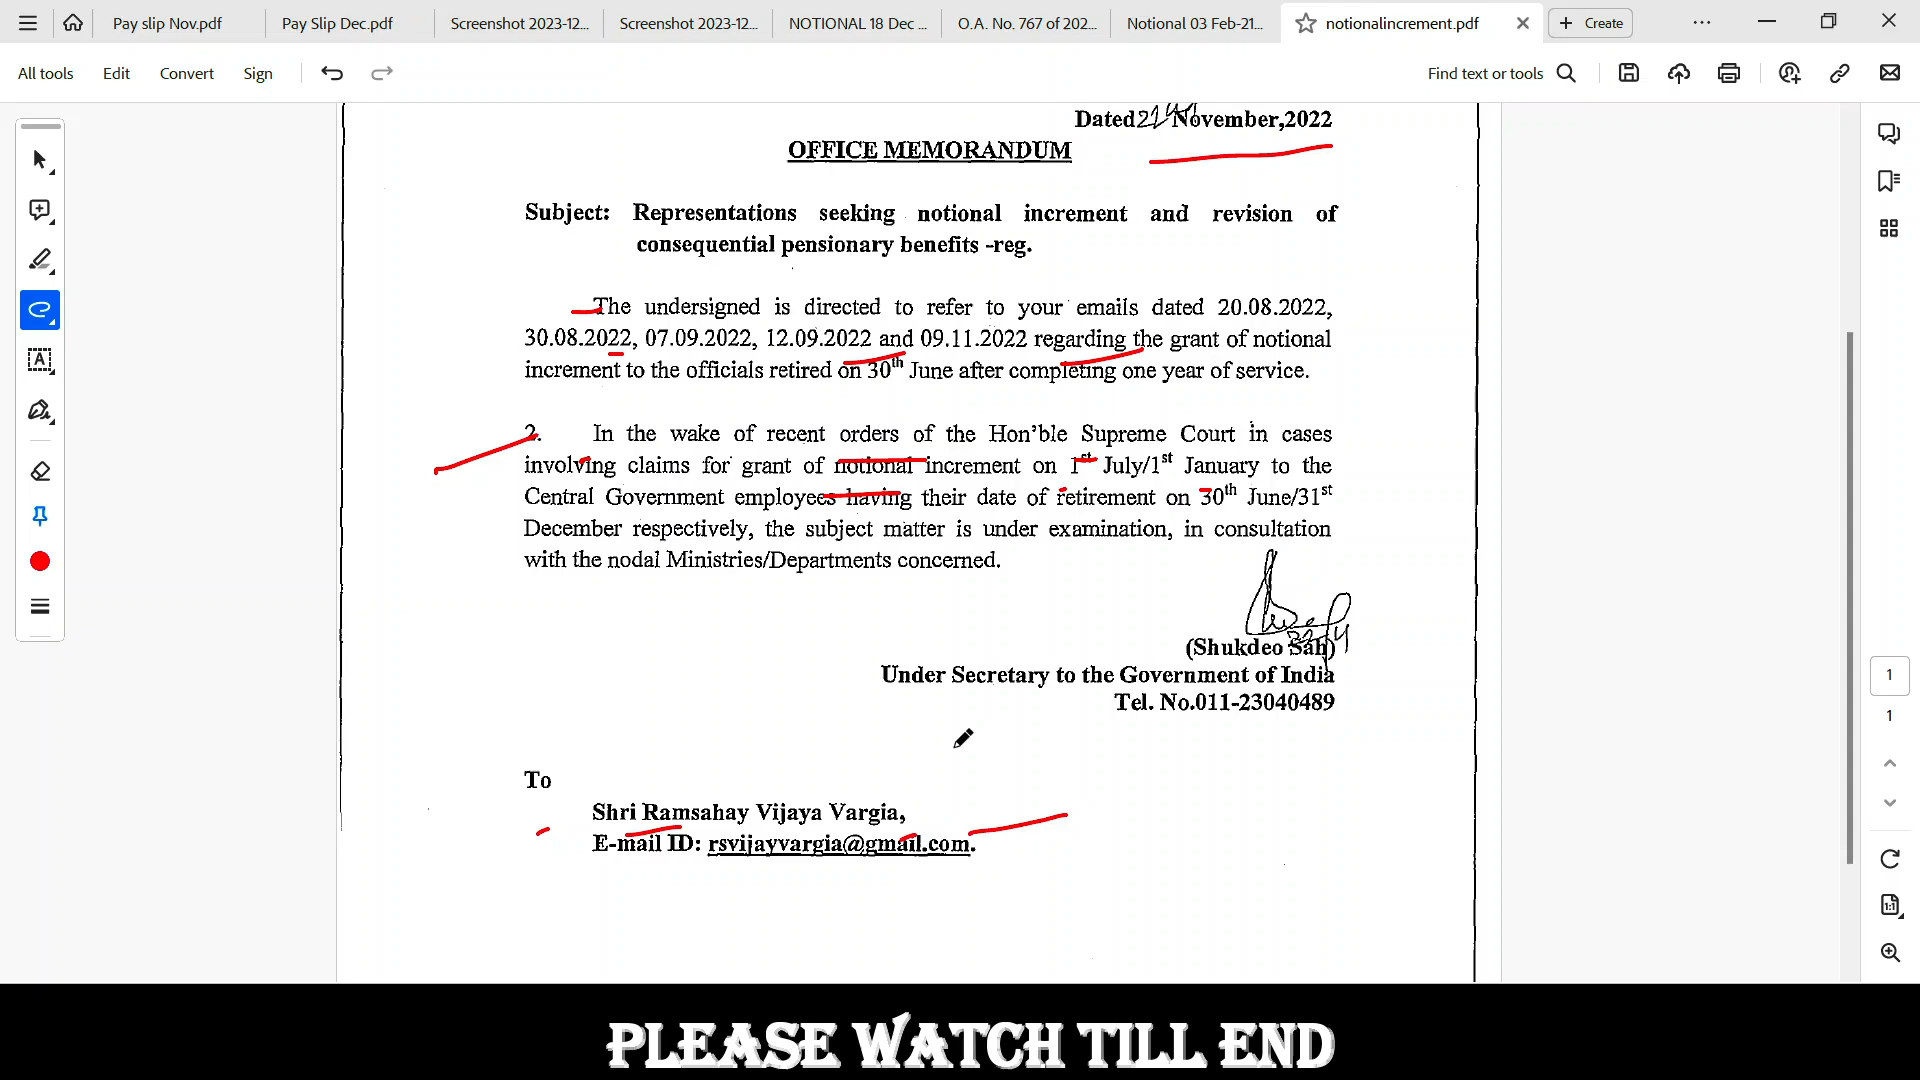 Pay slip Nov.pdf
Pay Slip Dec.pdf
Screenshot 2023-12...
Screenshot 2023-12...
NOTIONAL 18 Dec ...
O.A. No. 767 of 202...
Notional 03 Feb-21...
notionalincrement.pdf
Create
All tools
Edit
Convert
Sign
Find text or tools
Dated November,2022
OFFICE MEMORANDUM
Subject: Representations seeking notional increment and revision of
consequential pensionary benefits -reg.
The undersigned is directed to refer to your emails dated 20.08.2022,
30.08.2022, 07.09.2022, 12.09.2022 and 09.11.2022 regarding the grant of notional
increment to the officials retired on 30th June after completing one year of service.
2. In the wake of recent orders of the Hon'ble Supreme Court in cases
involving claims for grant of notional increment on 1st July/1st January to the
Central Government employees having their date of retirement on 30th June/31st
December respectively, the subject matter is under examination, in consultation
with the nodal Ministries/Departments concerned.
(Shukdeo Sah)
Under Secretary to the Government of India
Tel. No.011-23040489
To
Shri Ramsahay Vijaya Vargia,
E-mail ID: rsvijayvargia@gmail.com.
1
1
PLEASE WATCH TILL END